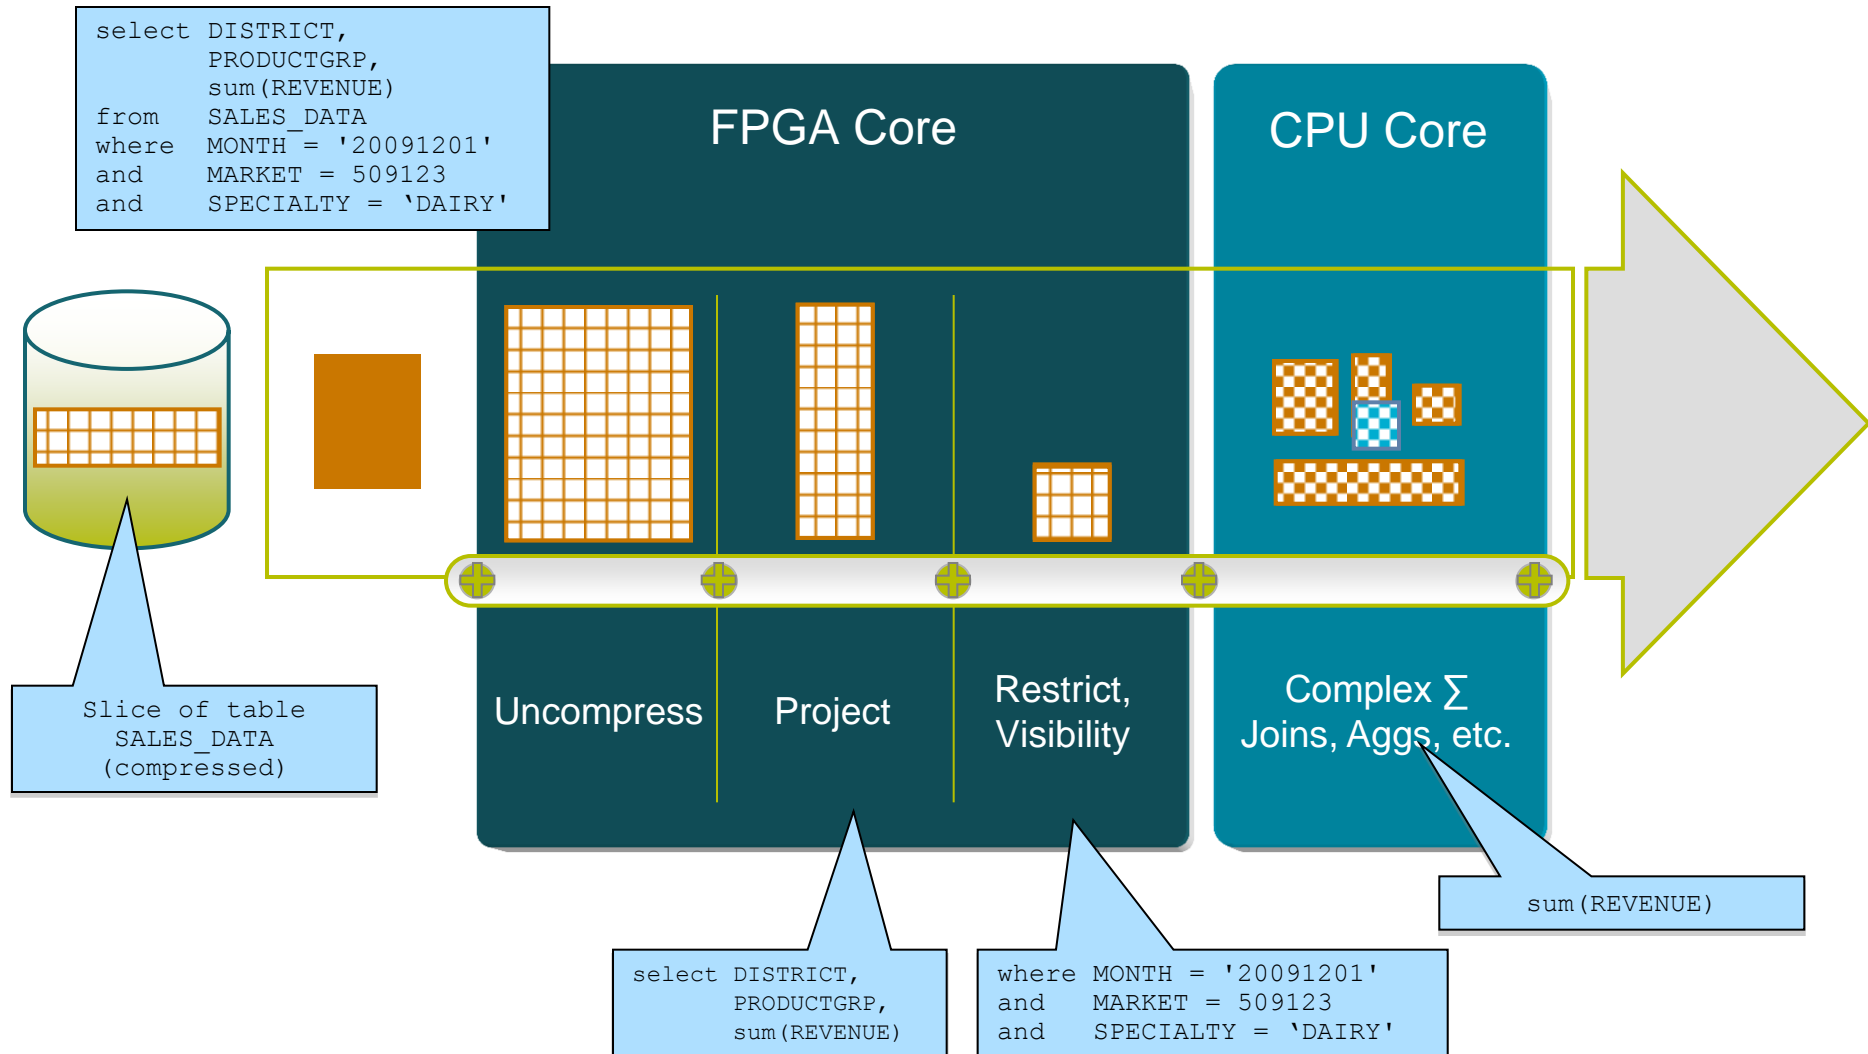 select DISTRICT,
PRODUCTGRP,
sum(REVENUE)
from SALES_DATA
where MONTH = '20091201'
and MARKET = 509123
and SPECIALTY = ‘DAIRY'
FPGA Core
CPU Core
Uncompress
Project
Restrict,
Visibility
Complex ∑
Joins, Aggs, etc.
Slice of table
SALES_DATA
(compressed)
sum(REVENUE)
select DISTRICT,
PRODUCTGRP,
sum(REVENUE)
where MONTH = '20091201'
and MARKET = 509123
and SPECIALTY = ‘DAIRY'